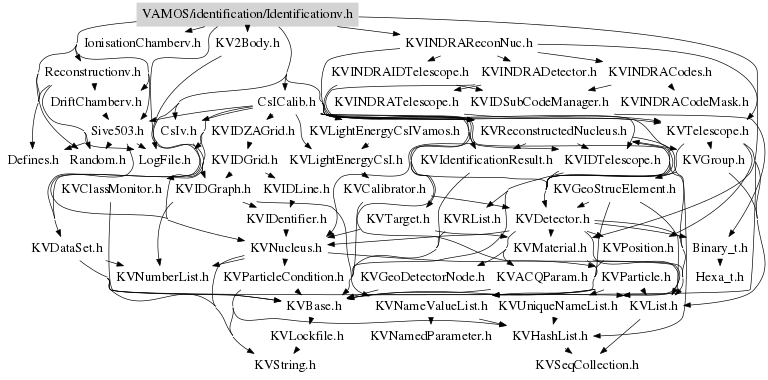 VAMOS/identification/Identificationv.h
IonisationChamberv.h
KV2Body.h
KVINDRAReconNuc.h
Reconstructionv.h
KVINDRAIDTelescope.h
KVINDRADetector.h
KVINDRACodes.h
DriftChamberv.h
CsICalib.h
KVINDRATelescope.h
KVIDSubCodeManager.h
KVINDRACodeMask.h
Sive503.h
CsIv.h
KVIDZAGrid.h
KVLightEnergyCsIVamos.h
KVReconstructedNucleus.h
KVTelescope.h
Defines.h
Random.h
LogFile.h
KVIDGrid.h
KVLightEnergyCsI.h
KVIdentificationResult.h
KVIDTelescope.h
KVGroup.h
KVClassMonitor.h
KVIDGraph.h
KVIDLine.h
KVCalibrator.h
KVGeoStrucElement.h
KVIDentifier.h
KVTarget.h
KVRList.h
KVDetector.h
KVDataSet.h
KVNucleus.h
KVMaterial.h
KVPosition.h
Binary_t.h
KVNumberList.h
KVParticleCondition.h
KVGeoDetectorNode.h
KVACQParam.h
KVParticle.h
Hexa_t.h
KVBase.h
KVNameValueList.h
KVUniqueNameList.h
KVList.h
KVLockfile.h
KVNamedParameter.h
KVHashList.h
KVString.h
KVSeqCollection.h